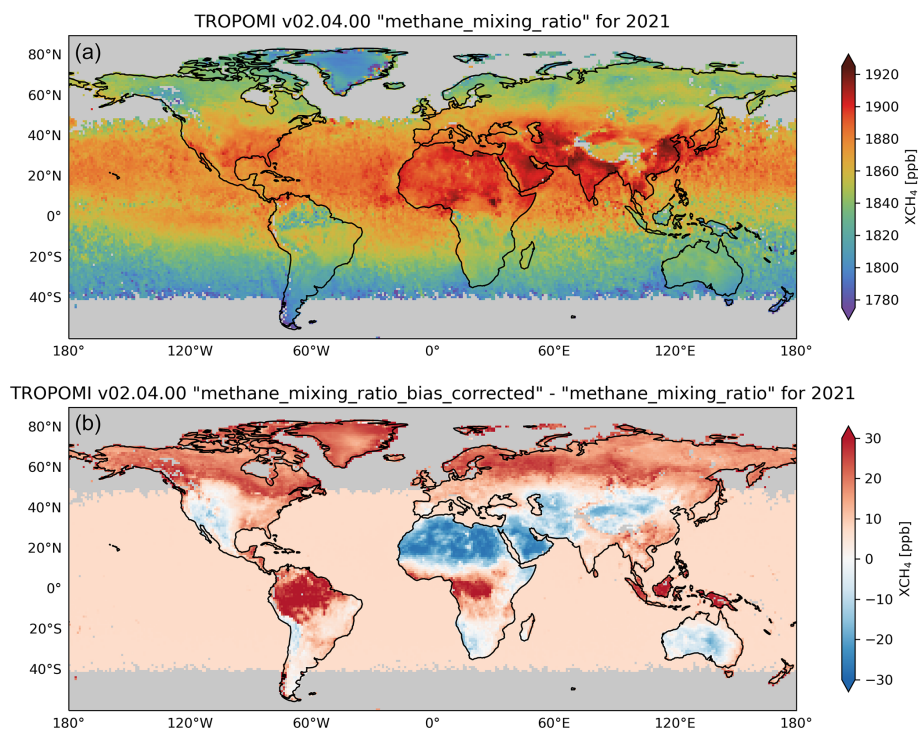 TROPOMI v02.04.00 "methane_mixing_ratio" for 2021
(a)
80°N
60°N
40°N
20°N
0°
20°S
40°S
180°
120°W
60°W
0°
60°E
120°E
180°
1920
1900
1880
1860
1840
1820
1800
1780
XCH₄ [ppb]
TROPOMI v02.04.00 "methane_mixing_ratio_bias_corrected" - "methane_mixing_ratio" for 2021
(b)
80°N
60°N
40°N
20°N
0°
20°S
40°S
180°
120°W
60°W
0°
60°E
120°E
180°
30
20
10
0
−10
−20
−30
XCH₄ [ppb]